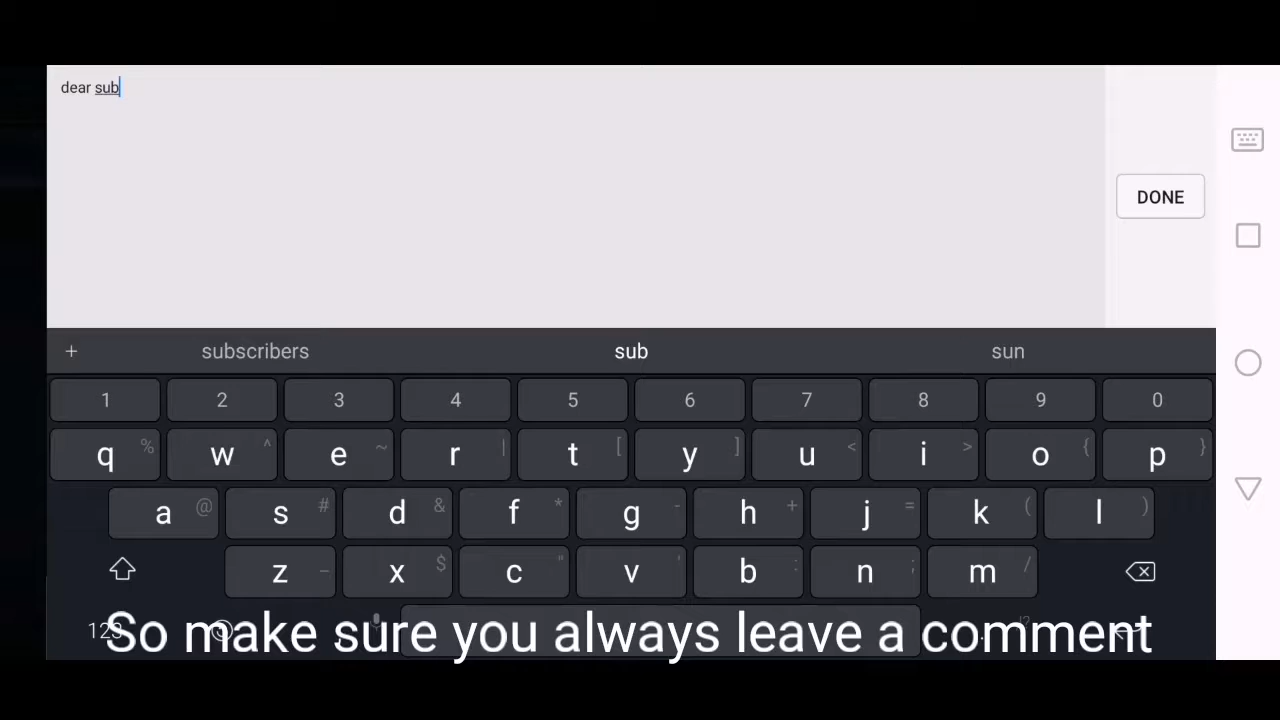 dear sub
DONE
+ subscribers sub sun
1 2 3 4 5 6 7 8 9 0
q % w ^ e ~ r | t [ y ] u < i > o { p }
a @ s # d & f * g - h + j = k ( l )
z _ x $ c " v ' b : n ; m /
123
So make sure you always leave a comment